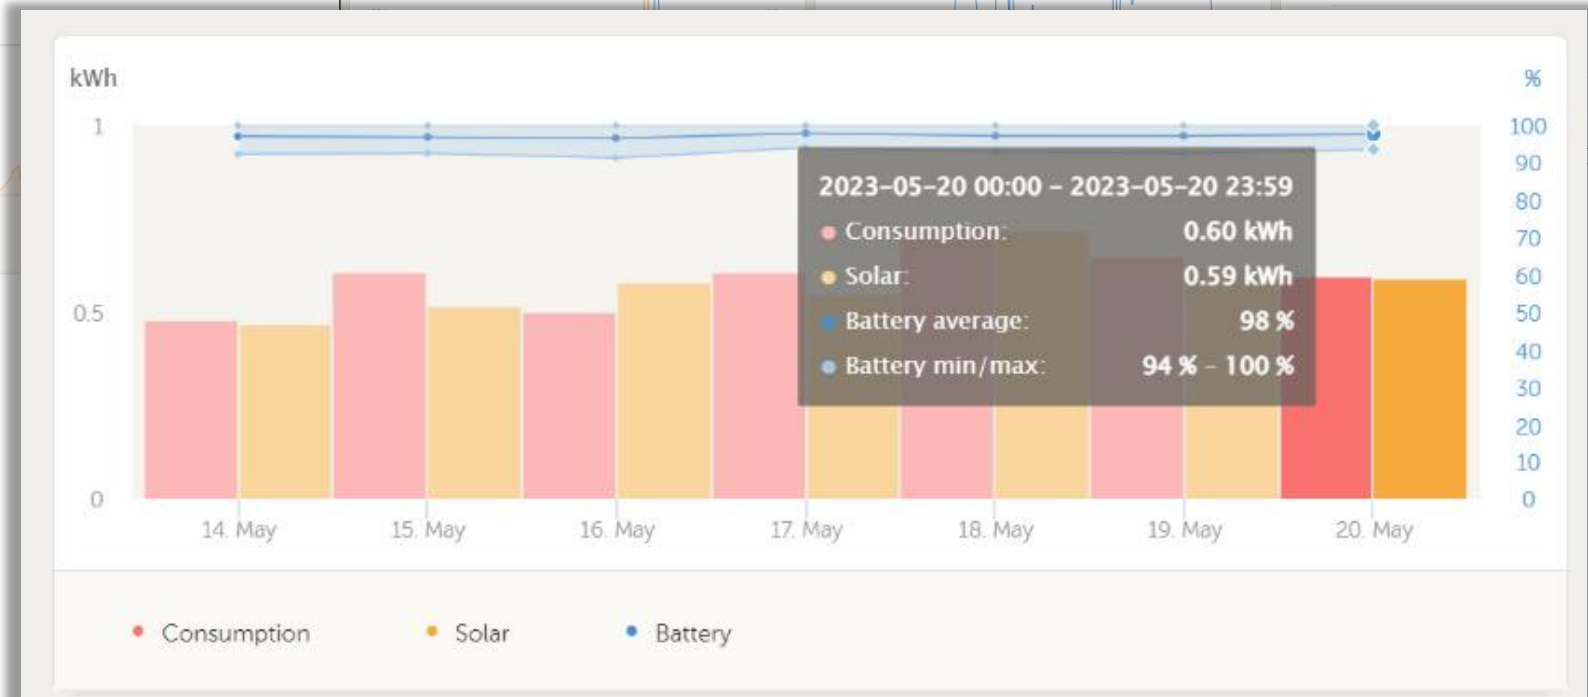 kWh
%
1
100
90
80
70
60
0.5
50
40
30
20
10
0
0
2023-05-20 00:00 - 2023-05-20 23:59
Consumption: 0.60 kWh
Solar: 0.59 kWh
Battery average: 98 %
Battery min/max: 94 % - 100 %
14. May 15. May 16. May 17. May 18. May 19. May 20. May
Consumption Solar Battery